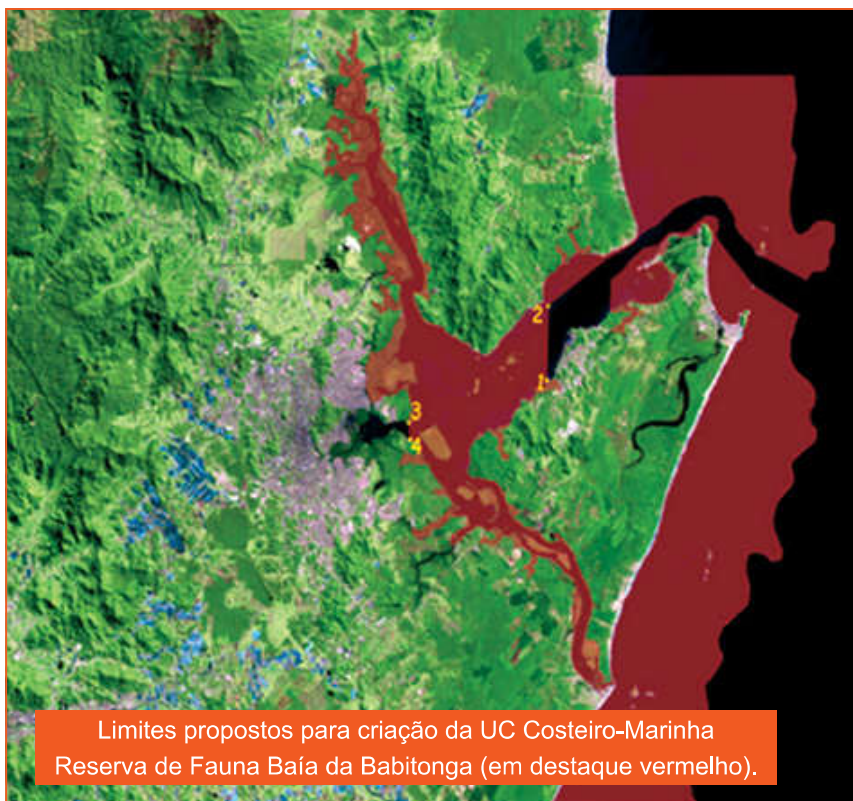 2
1
3
4
Limites propostos para criação da UC Costeiro-Marinha
Reserva de Fauna Baía da Babitonga (em destaque vermelho).